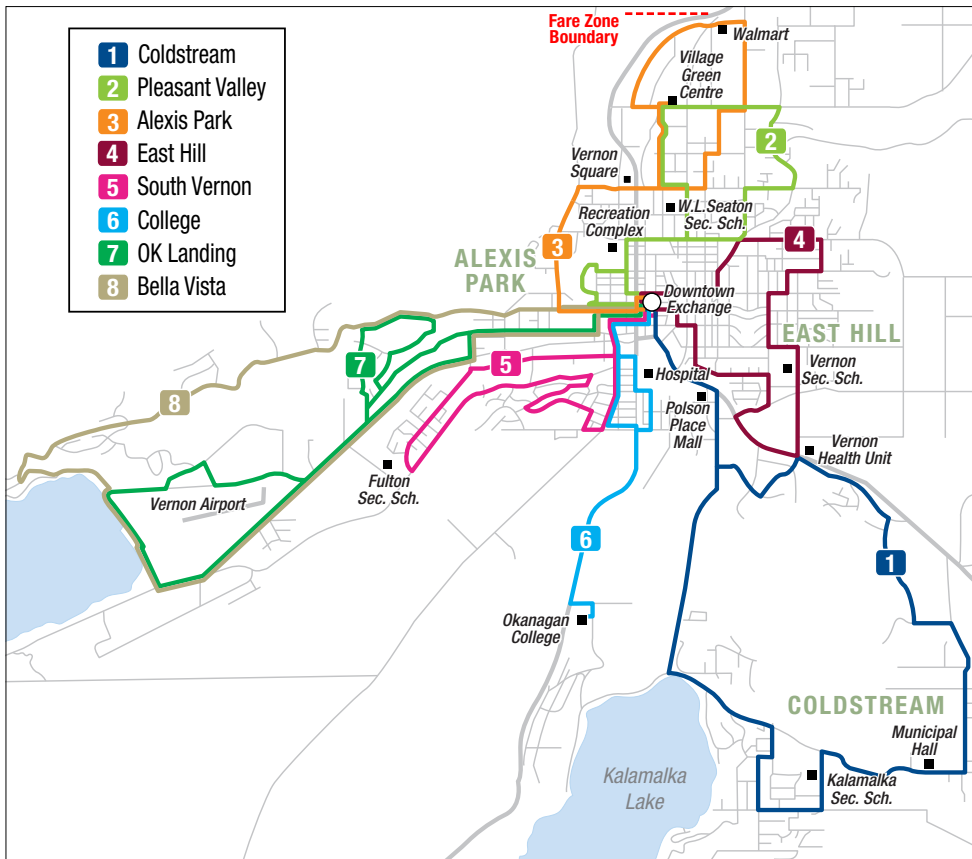 1 Coldstream
2 Pleasant Valley
3 Alexis Park
4 East Hill
5 South Vernon
6 College
7 OK Landing
8 Bella Vista
Fare Zone
Boundary
Walmart
Village
Green
Centre
2
Vernon
Square
W.L.Seaton
Sec. Sch.
Recreation
Complex
3
4
ALEXIS
PARK
Downtown
Exchange
EAST HILL
7
5
8
Hospital
Vernon
Sec. Sch.
Polson
Place
Mall
Vernon
Health Unit
Fulton
Sec. Sch.
Vernon Airport
6
1
Okanagan
College
COLDSTREAM
Municipal
Hall
Kalamalka
Lake
Kalamalka
Sec. Sch.